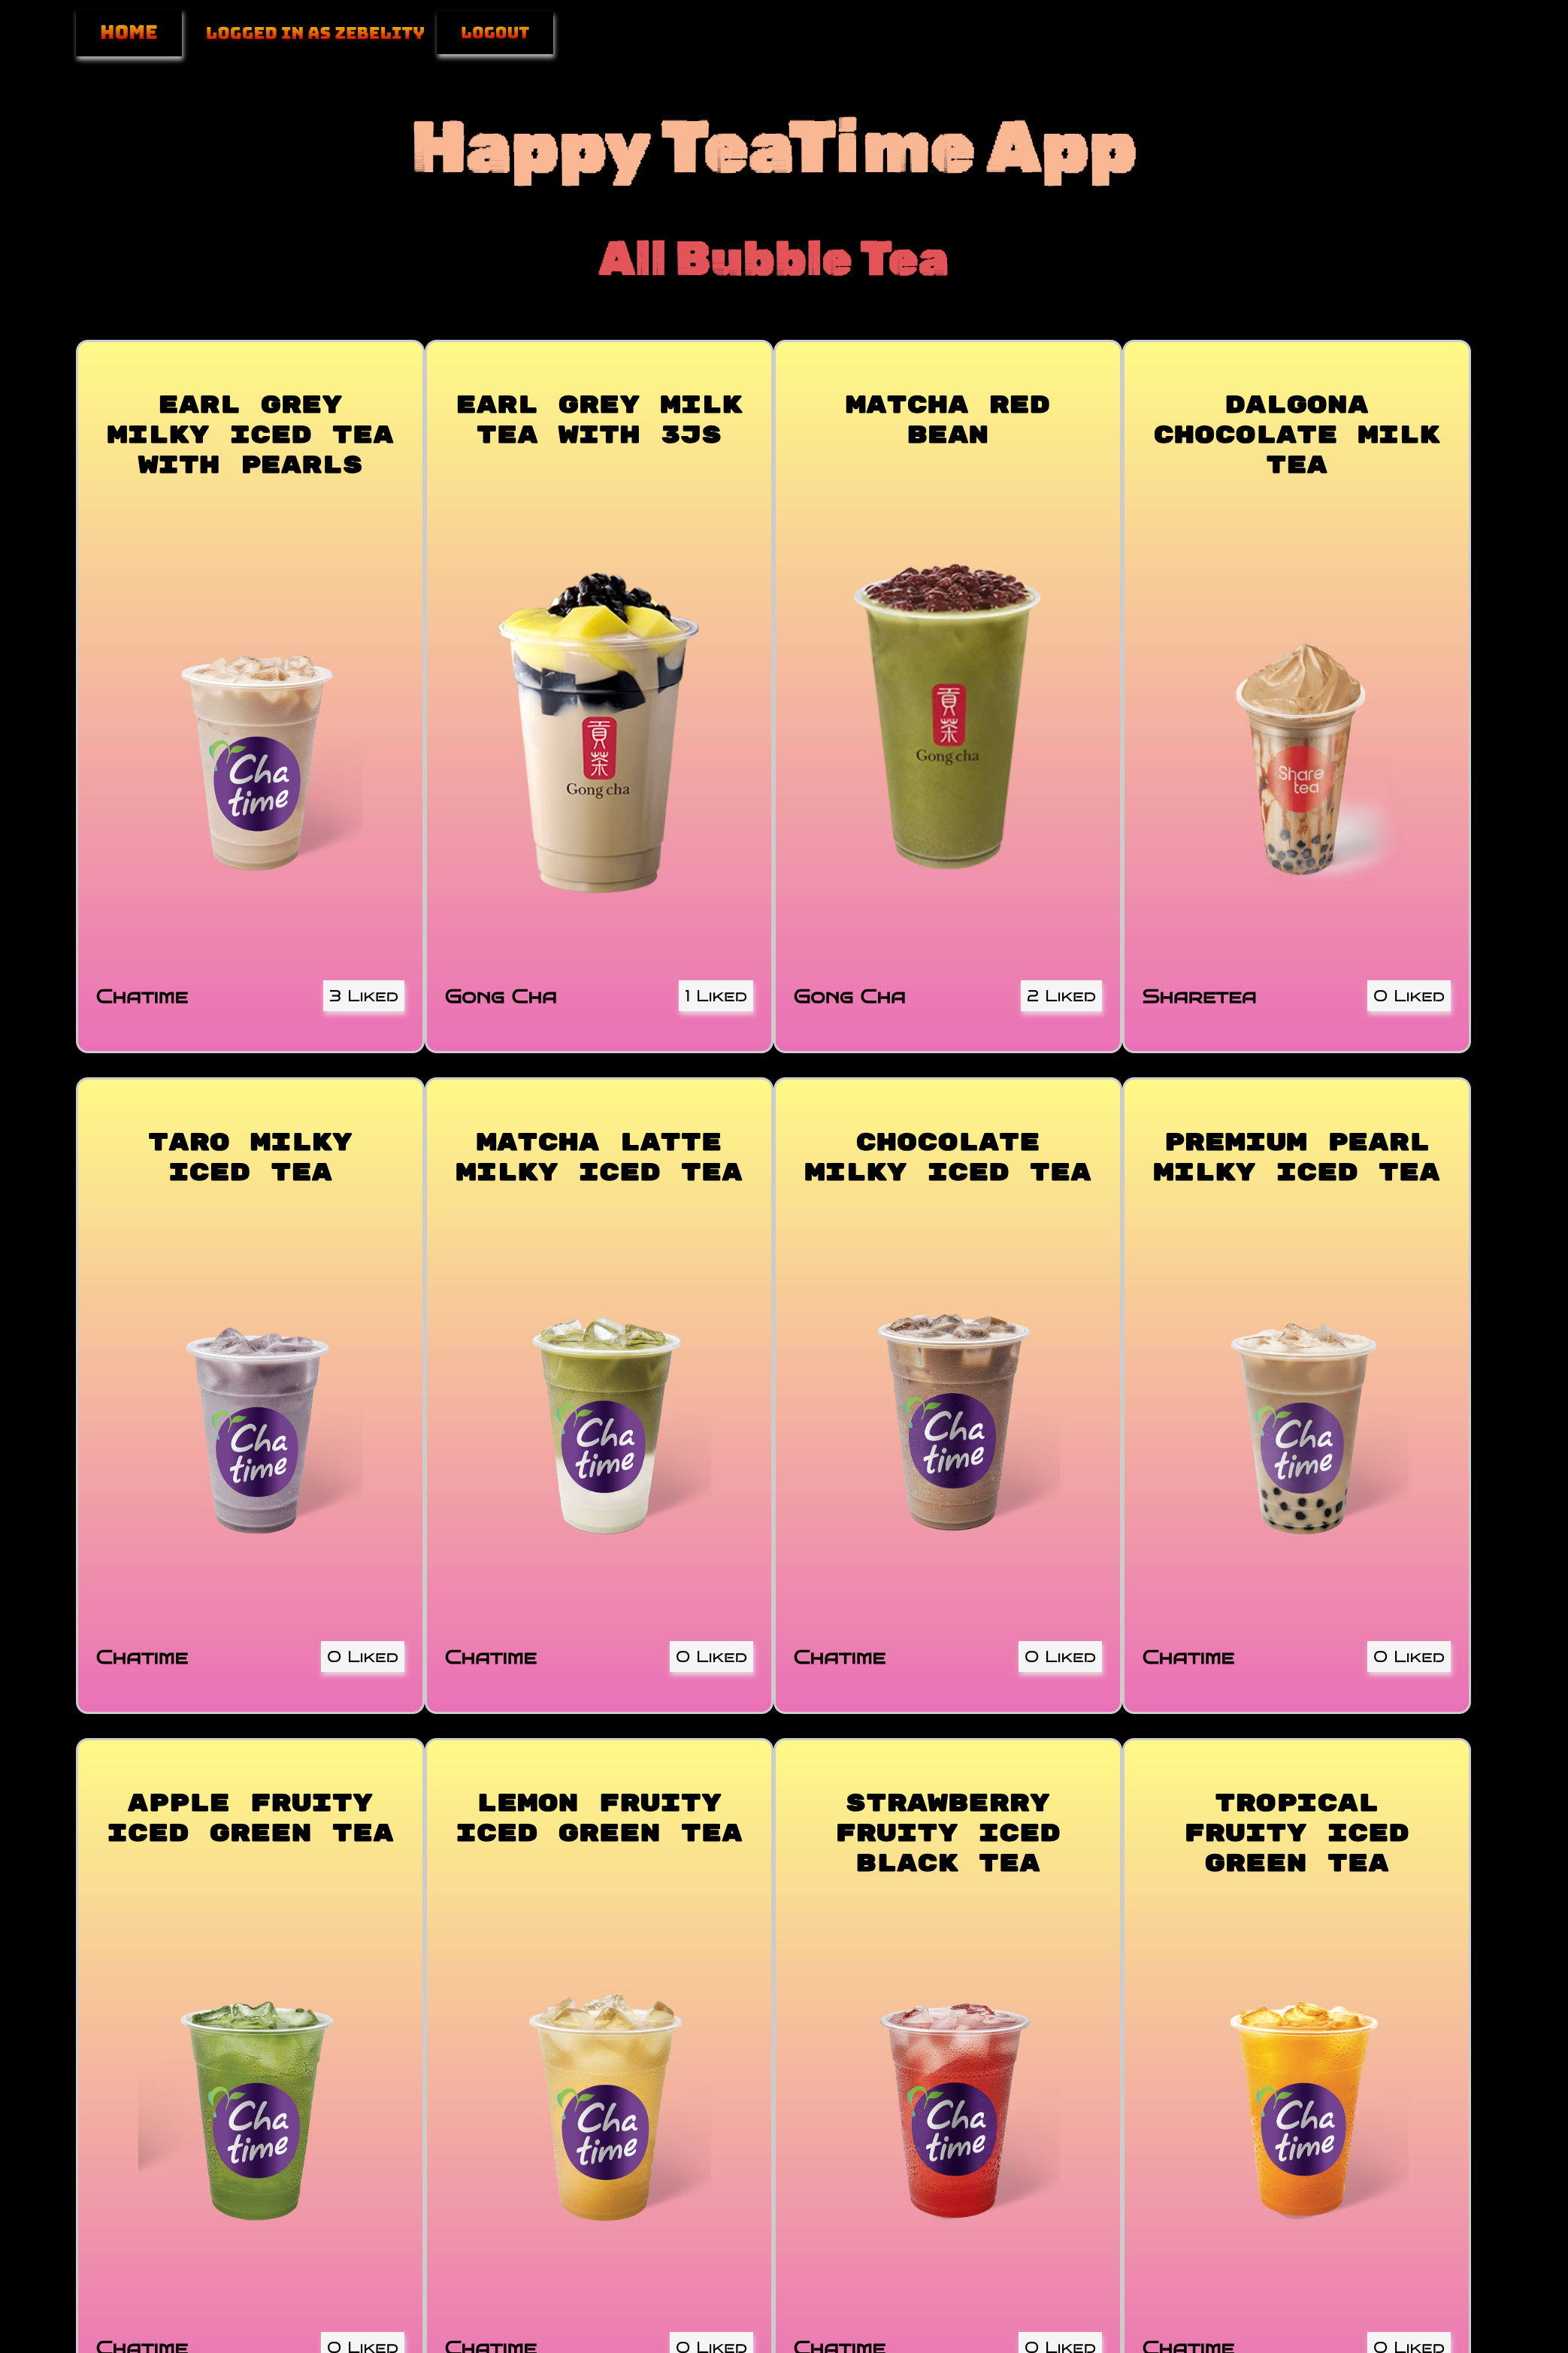 HOME
LOGGED IN AS ZEBELITY
LOGOUT
Happy TeaTime App
All Bubble Tea
EARL GREY
MILKY ICED TEA
WITH PEARLS
Cha
time
Chatime
3 Liked
EARL GREY MILK
TEA WITH 3JS
貢
茶
Gong cha
Gong Cha
1 Liked
MATCHA RED
BEAN
貢
茶
Gong cha
Gong Cha
2 Liked
DALGONA
CHOCOLATE MILK
TEA
Share
tea
Sharetea
0 Liked
TARO MILKY
ICED TEA
Cha
time
Chatime
0 Liked
MATCHA LATTE
MILKY ICED TEA
Cha
time
Chatime
0 Liked
CHOCOLATE
MILKY ICED TEA
Cha
time
Chatime
0 Liked
PREMIUM PEARL
MILKY ICED TEA
Cha
time
Chatime
0 Liked
APPLE FRUITY
ICED GREEN TEA
Cha
time
Chatime
0 Liked
LEMON FRUITY
ICED GREEN TEA
Cha
time
Chatime
0 Liked
STRAWBERRY
FRUITY ICED
BLACK TEA
Cha
time
Chatime
0 Liked
TROPICAL
FRUITY ICED
GREEN TEA
Cha
time
Chatime
0 Liked